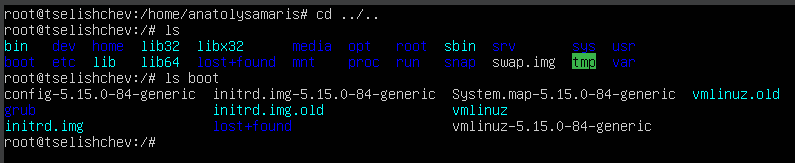 root@tselishchev:/home/anatolysamaris# cd ../..
root@tselishchev:/# ls
bin dev home lib32 libx32 media opt root sbin srv sys usr
boot etc lib lib64 lost+found mnt proc run snap swap.img tmp var
root@tselishchev:/# ls boot
config-5.15.0-84-generic initrd.img-5.15.0-84-generic System.map-5.15.0-84-generic vmlinuz.old
grub initrd.img.old vmlinuz
initrd.img lost+found vmlinuz-5.15.0-84-generic
root@tselishchev:/#